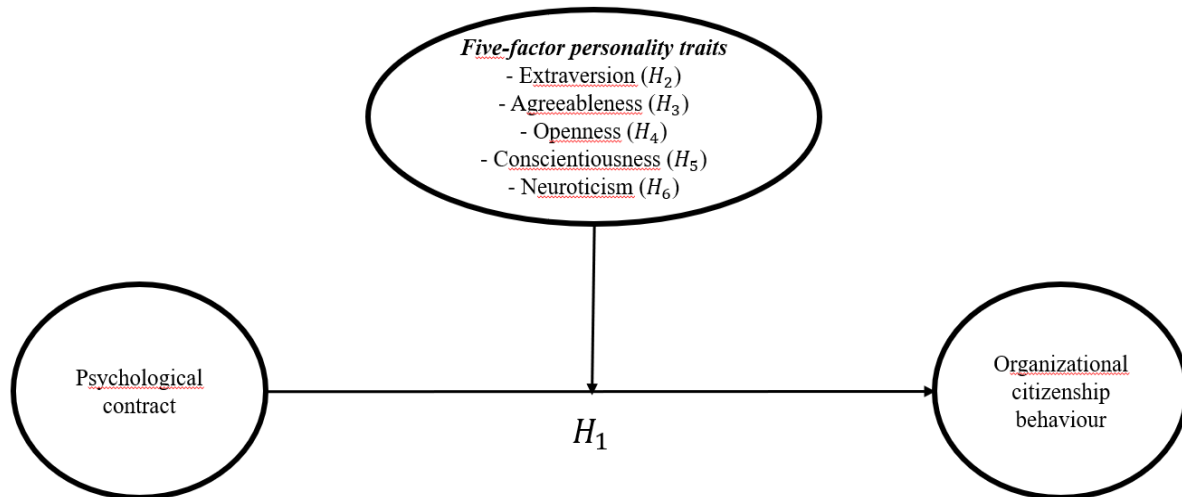 Five-factor personality traits
- Extraversion (H₂)
- Agreeableness (H₃)
- Openness (H₄)
- Conscientiousness (H₅)
- Neuroticism (H₆)
Psychological
contract
Organizational
citizenship
behaviour
H₁